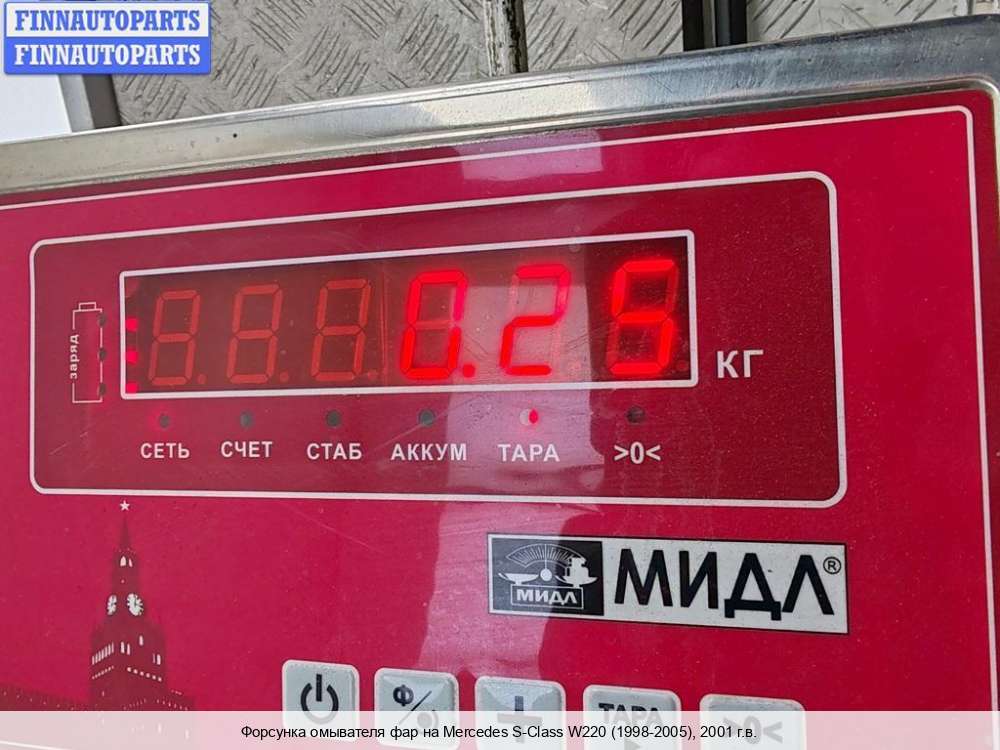 FINNAUTOPARTS
FINNAUTOPARTS
заряд
0.25
КГ
СЕТЬ СЧЕТ СТАБ АККУМ ТАРА >0<
МИДЛ
МИДЛ®
Ф
ТАРА
>0<
Форсунка омывателя фар на Mercedes S-Class W220 (1998-2005), 2001 г.в.